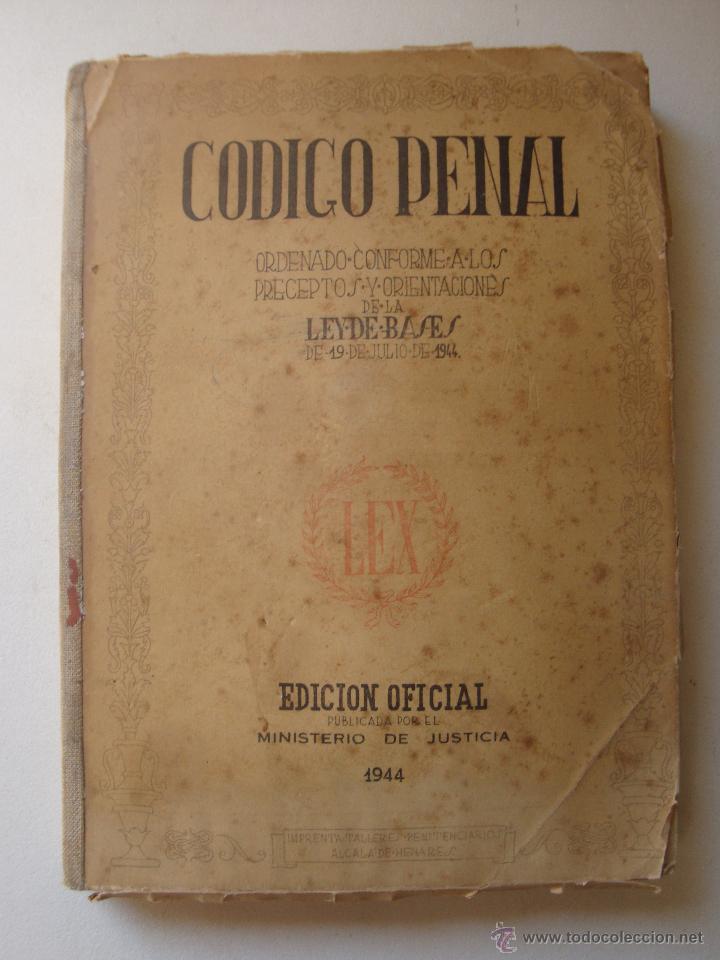 CODIGO PENAL
ORDENADO·CONFORME·A·LOS
PRECEPTOS·Y·ORIENTACIONES
DE·LA
LEY·DE·BASES
DE·19·DE·JULIO·DE·1944.
LEX
EDICION OFICIAL
PUBLICADA POR EL
MINISTERIO DE JUSTICIA
1944
IMPRENTA·TALLERES·PENITENCIARIOS
ALCALA·DE·HENARES
© todocoleccion.net